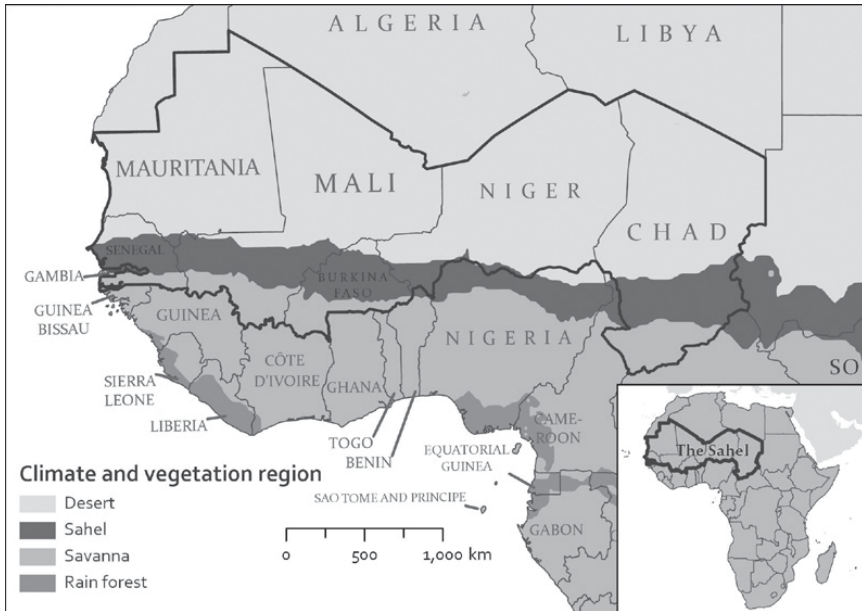 ALGERIA
LIBYA
MAURITANIA
MALI
NIGER
CHAD
SENEGAL
GAMBIA
BURKINA
FASO
GUINEA
BISSAU
GUINEA
NIGERIA
SIERRA
LEONE
CÔTE
D'IVOIRE
GHANA
SO
LIBERIA
TOGO
BENIN
CAME-
ROON
EQUATORIAL
GUINEA
SAO TOME AND PRINCIPE
GABON
The Sahel
Climate and vegetation region
Desert
Sahel
Savanna
Rain forest
0 500 1,000 km